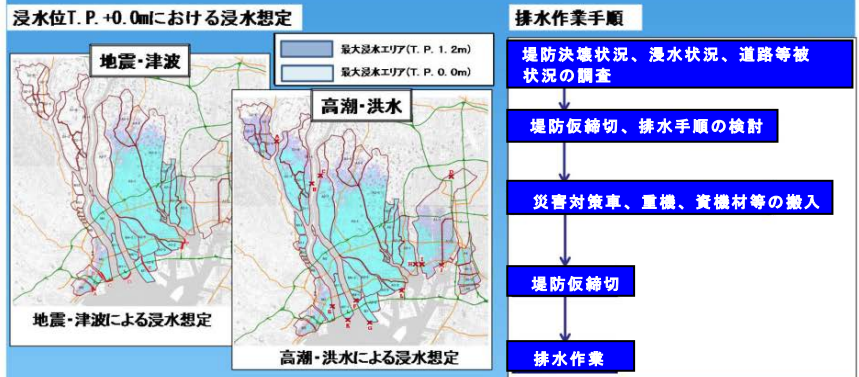 浸水位T.P.+0.0mにおける浸水想定
地震・津波
最大浸水エリア(T.P.1.2m)
最大浸水エリア(T.P.0.0m)
高潮・洪水
地震・津波による浸水想定
高潮・洪水による浸水想定
排水作業手順
堤防決壊状況、浸水状況、道路等被
状況の調査
堤防仮締切、排水手順の検討
災害対策車、重機、資機材等の搬入
堤防仮締切
排水作業